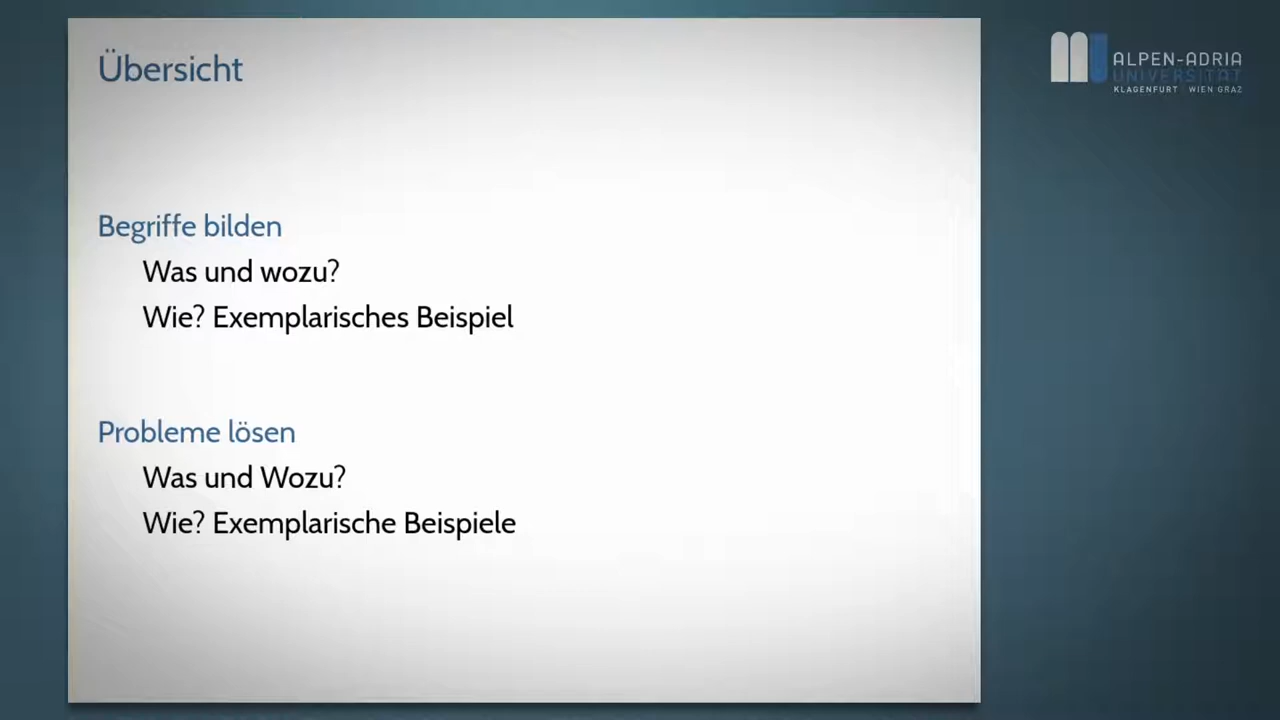 Übersicht
ALPEN-ADRIA
UNIVERSITÄT
KLAGENFURT WIEN GRAZ
Begriffe bilden
Was und wozu?
Wie? Exemplarisches Beispiel
Probleme lösen
Was und Wozu?
Wie? Exemplarische Beispiele